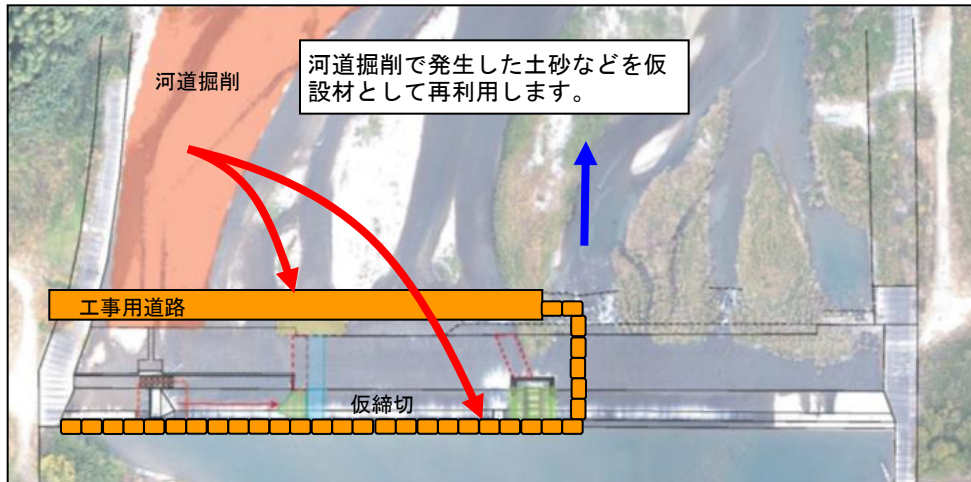 河道掘削
河道掘削で発生した土砂などを仮
設材として再利用します。
工事用道路
仮締切